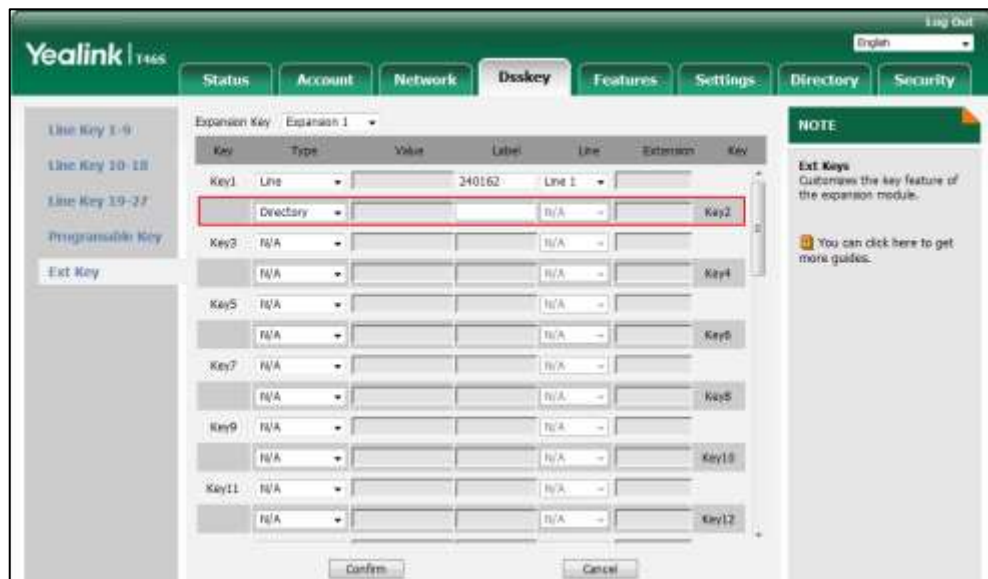 Log Out
Yealink | T46S
English
Status Account Network Dsskey Features Settings Directory Security
Line Key 1-9
Line Key 10-18
Line Key 19-27
Programable Key
Ext Key
Expansion Key Expansion 1
Key Type Value Label Line Extension Key
Key1 Line 240162 Line 1
Directory N/A Key2
Key3 N/A N/A
N/A N/A Key4
Key5 N/A N/A
N/A N/A Key6
Key7 N/A N/A
N/A N/A Key8
Key9 N/A N/A
N/A N/A Key10
Key11 N/A N/A
N/A N/A Key12
Confirm Cancel
NOTE
Ext Keys
Customizes the key feature of
the expansion module.
You can click here to get
more guides.